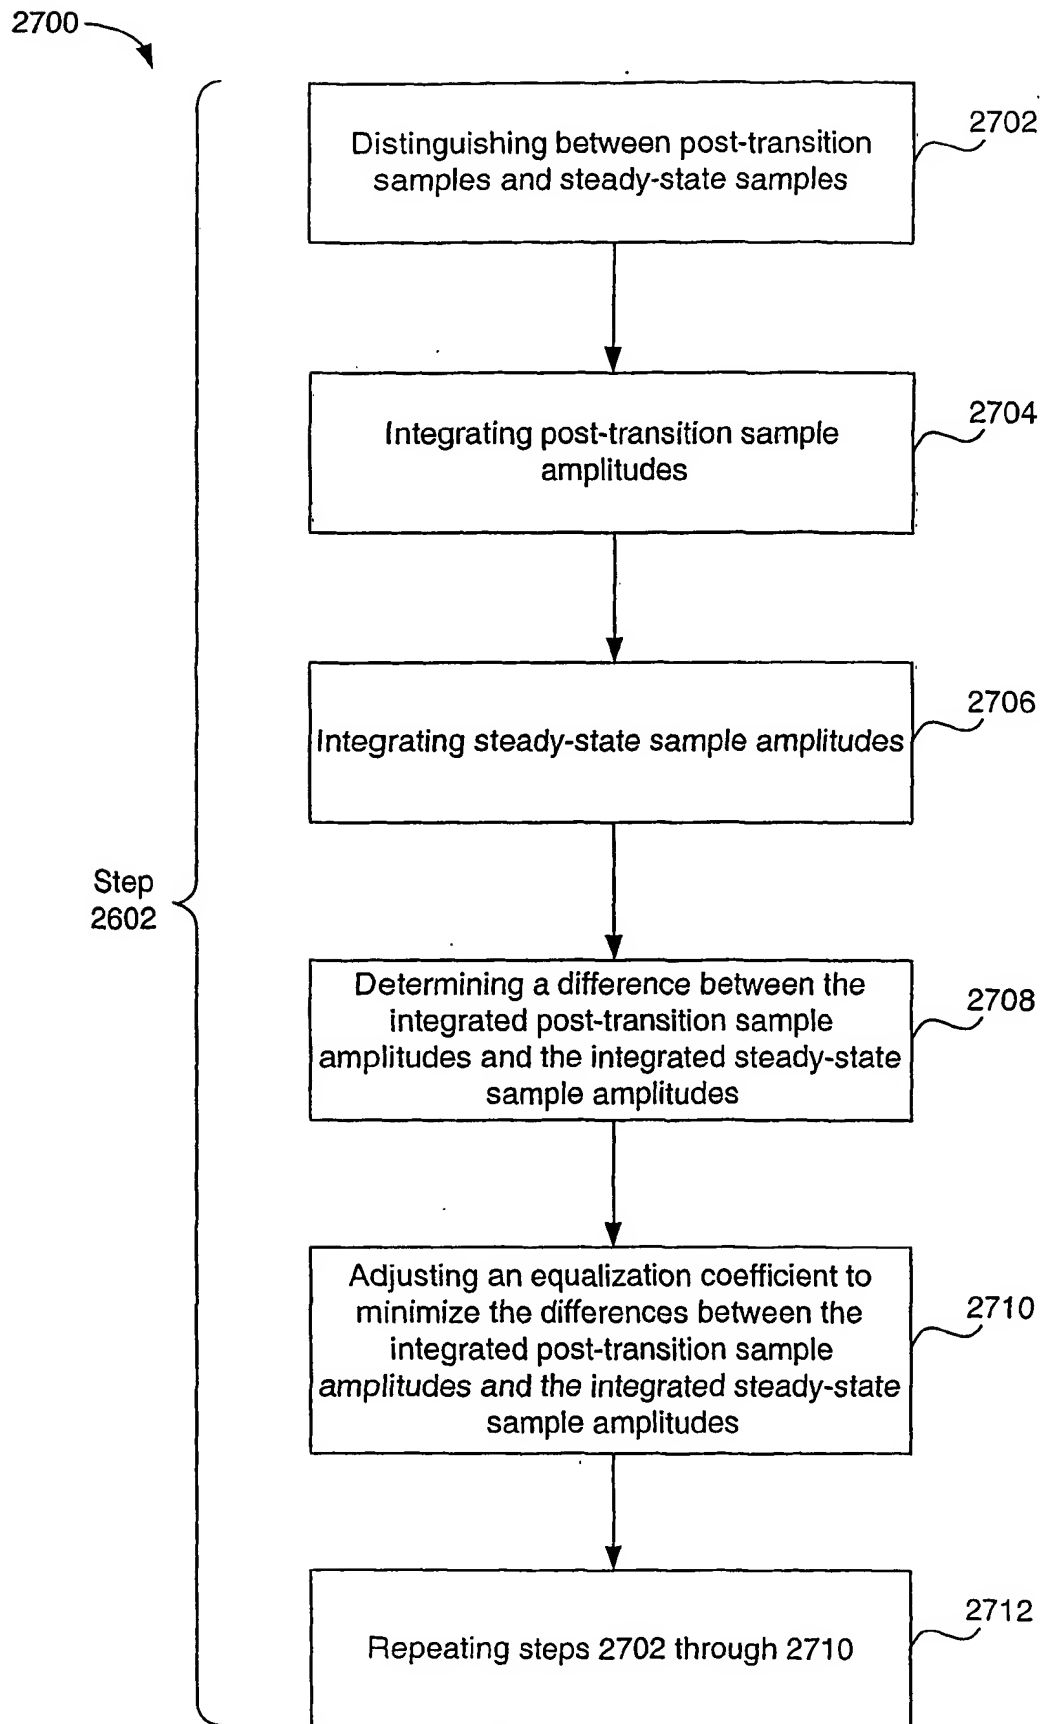 2700
Distinguishing between post-transition
samples and steady-state samples
2702
Integrating post-transition sample
amplitudes
2704
Integrating steady-state sample amplitudes
2706
Step
2602
Determining a difference between the
integrated post-transition sample
amplitudes and the integrated steady-state
sample amplitudes
2708
Adjusting an equalization coefficient to
minimize the differences between the
integrated post-transition sample
amplitudes and the integrated steady-state
sample amplitudes
2710
Repeating steps 2702 through 2710
2712